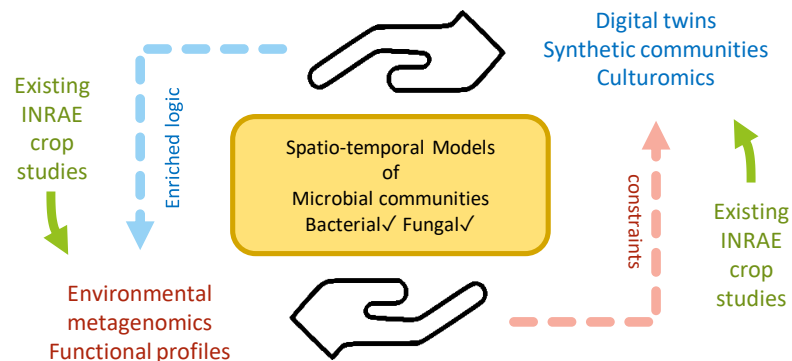 Digital twins
Synthetic communities
Culturomics
Existing
INRAE
crop
studies
Enriched logic
Spatio-temporal Models
of
Microbial communities
Bacterial✓ Fungal✓
constraints
Existing
INRAE
crop
studies
Environmental
metagenomics
Functional profiles